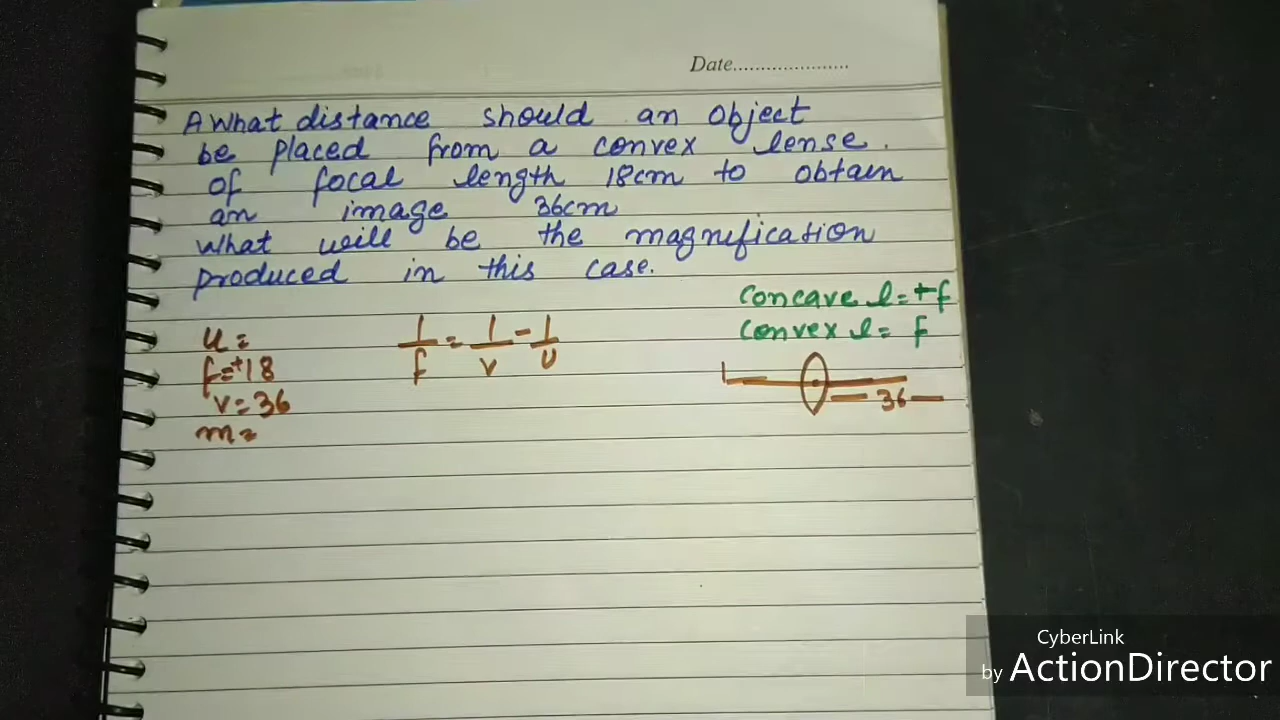 Date.....................
A What distance should an object
be placed from a convex lense.
of focal length 18cm to obtain
an image 36cm
What will be the magnification
produced in this case.
Concave l = +f
Convex l = f
u =
f = +18
v = 36
m =
1/f = 1/v - 1/u
36
CyberLink
by ActionDirector